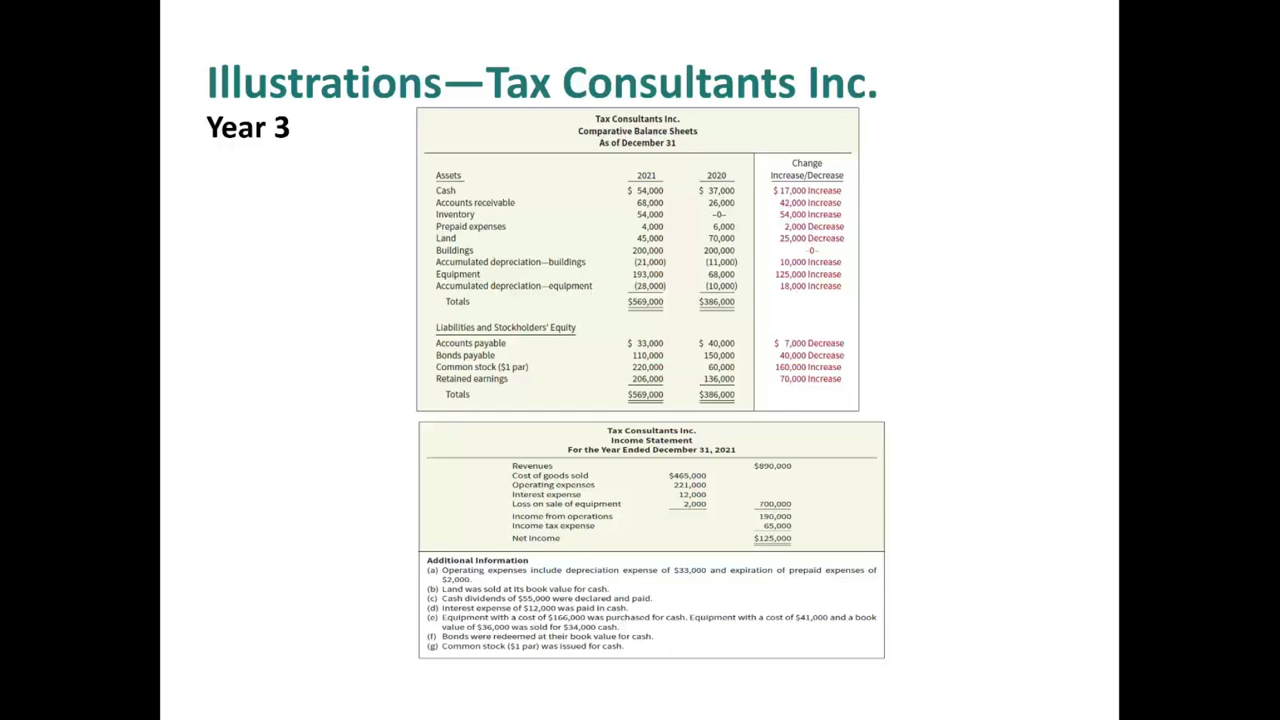 Illustrations—Tax Consultants Inc.
Year 3
Tax Consultants Inc.
Comparative Balance Sheets
As of December 31
Change
Assets 2021 2020 Increase/Decrease
Cash $ 54,000 $ 37,000 $ 17,000 Increase
Accounts receivable 68,000 26,000 42,000 Increase
Inventory 54,000 –0– 54,000 Increase
Prepaid expenses 4,000 6,000 2,000 Decrease
Land 45,000 70,000 25,000 Decrease
Buildings 200,000 200,000 –0–
Accumulated depreciation—buildings (21,000) (11,000) 10,000 Increase
Equipment 193,000 68,000 125,000 Increase
Accumulated depreciation—equipment (28,000) (10,000) 18,000 Increase
Totals $569,000 $386,000
Liabilities and Stockholders' Equity
Accounts payable $ 33,000 $ 40,000 $ 7,000 Decrease
Bonds payable 110,000 150,000 40,000 Decrease
Common stock ($1 par) 220,000 60,000 160,000 Increase
Retained earnings 206,000 136,000 70,000 Increase
Totals $569,000 $386,000
Tax Consultants Inc.
Income Statement
For the Year Ended December 31, 2021
Revenues $890,000
Cost of goods sold $465,000
Operating expenses 221,000
Interest expense 12,000
Loss on sale of equipment 2,000 700,000
Income from operations 190,000
Income tax expense 65,000
Net income $125,000
Additional Information
(a) Operating expenses include depreciation expense of $33,000 and expiration of prepaid expenses of
$2,000.
(b) Land was sold at its book value for cash.
(c) Cash dividends of $55,000 were declared and paid.
(d) Interest expense of $12,000 was paid in cash.
(e) Equipment with a cost of $166,000 was purchased for cash. Equipment with a cost of $41,000 and a book
value of $36,000 was sold for $34,000 cash.
(f) Bonds were redeemed at their book value for cash.
(g) Common stock ($1 par) was issued for cash.